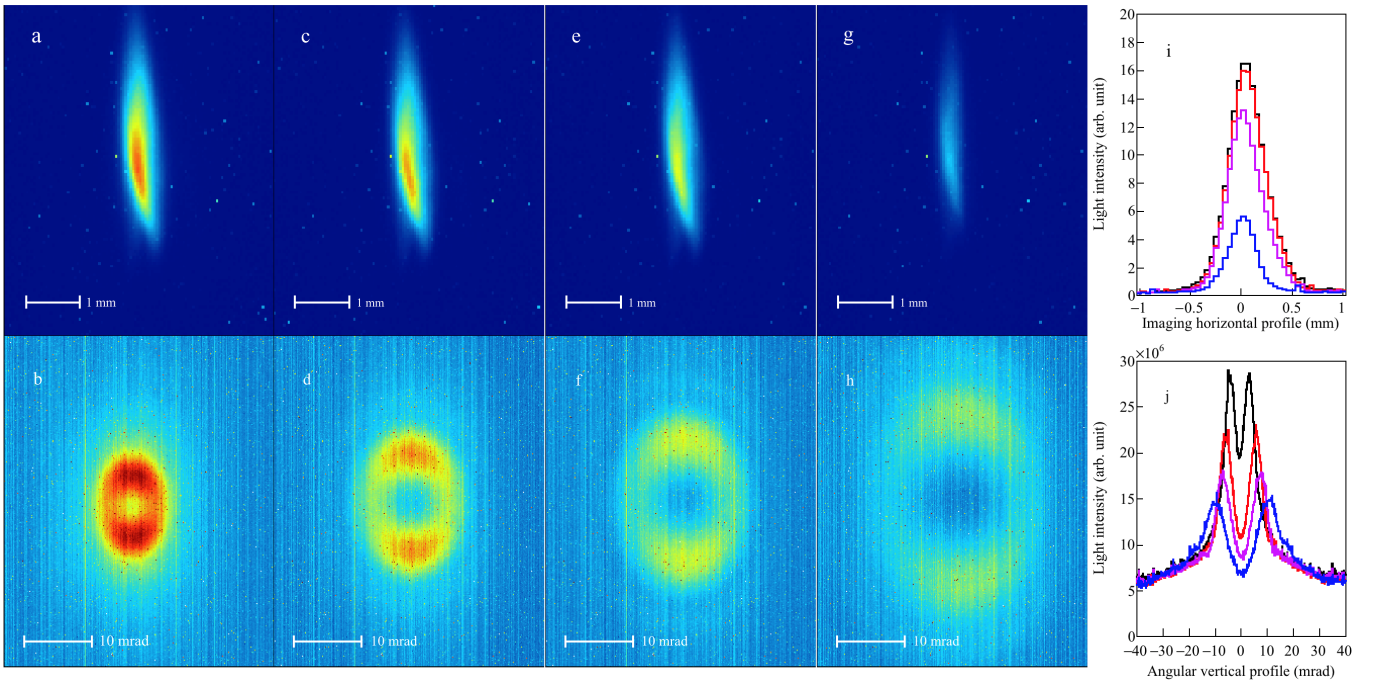 a
c
e
g
1 mm
1 mm
1 mm
1 mm
b
d
f
h
10 mrad
10 mrad
10 mrad
10 mrad
i
Light intensity (arb. unit)
20
18
16
14
12
10
8
6
4
2
0
−1 −0.5 0 0.5 1
Imaging horizontal profile (mm)
×10⁶
j
Light intensity (arb. unit)
30
25
20
15
10
5
0
−40 −30 −20 −10 0 10 20 30 40
Angular vertical profile (mrad)